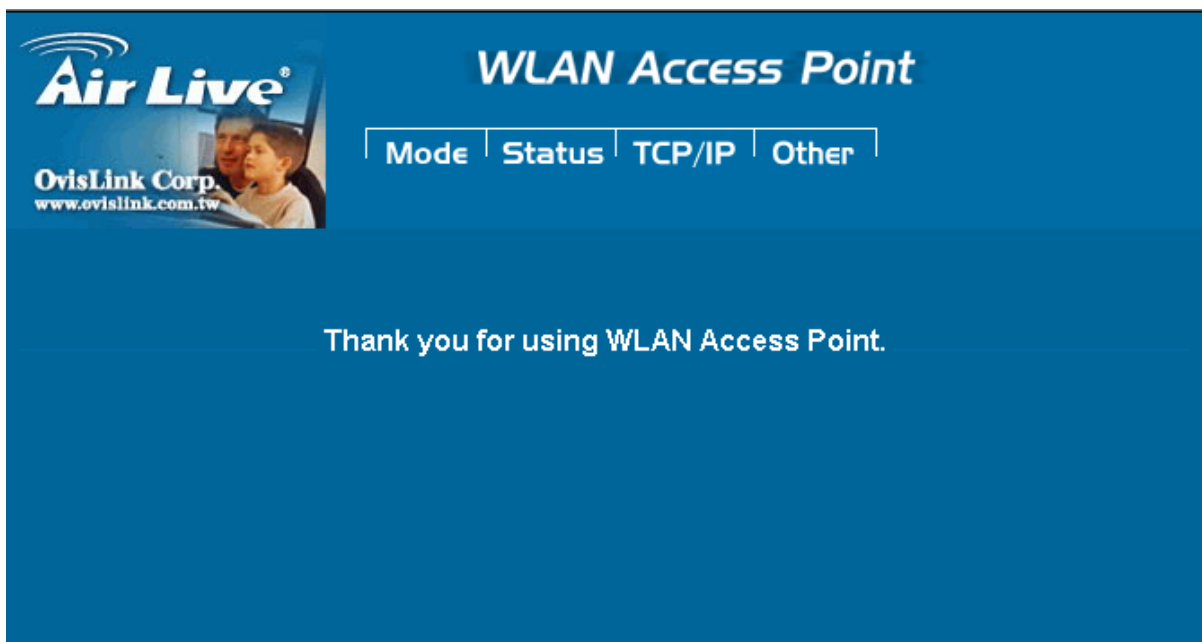 Air Live®
OvisLink Corp.
www.ovislink.com.tw
WLAN Access Point
Mode Status TCP/IP Other
Thank you for using WLAN Access Point.